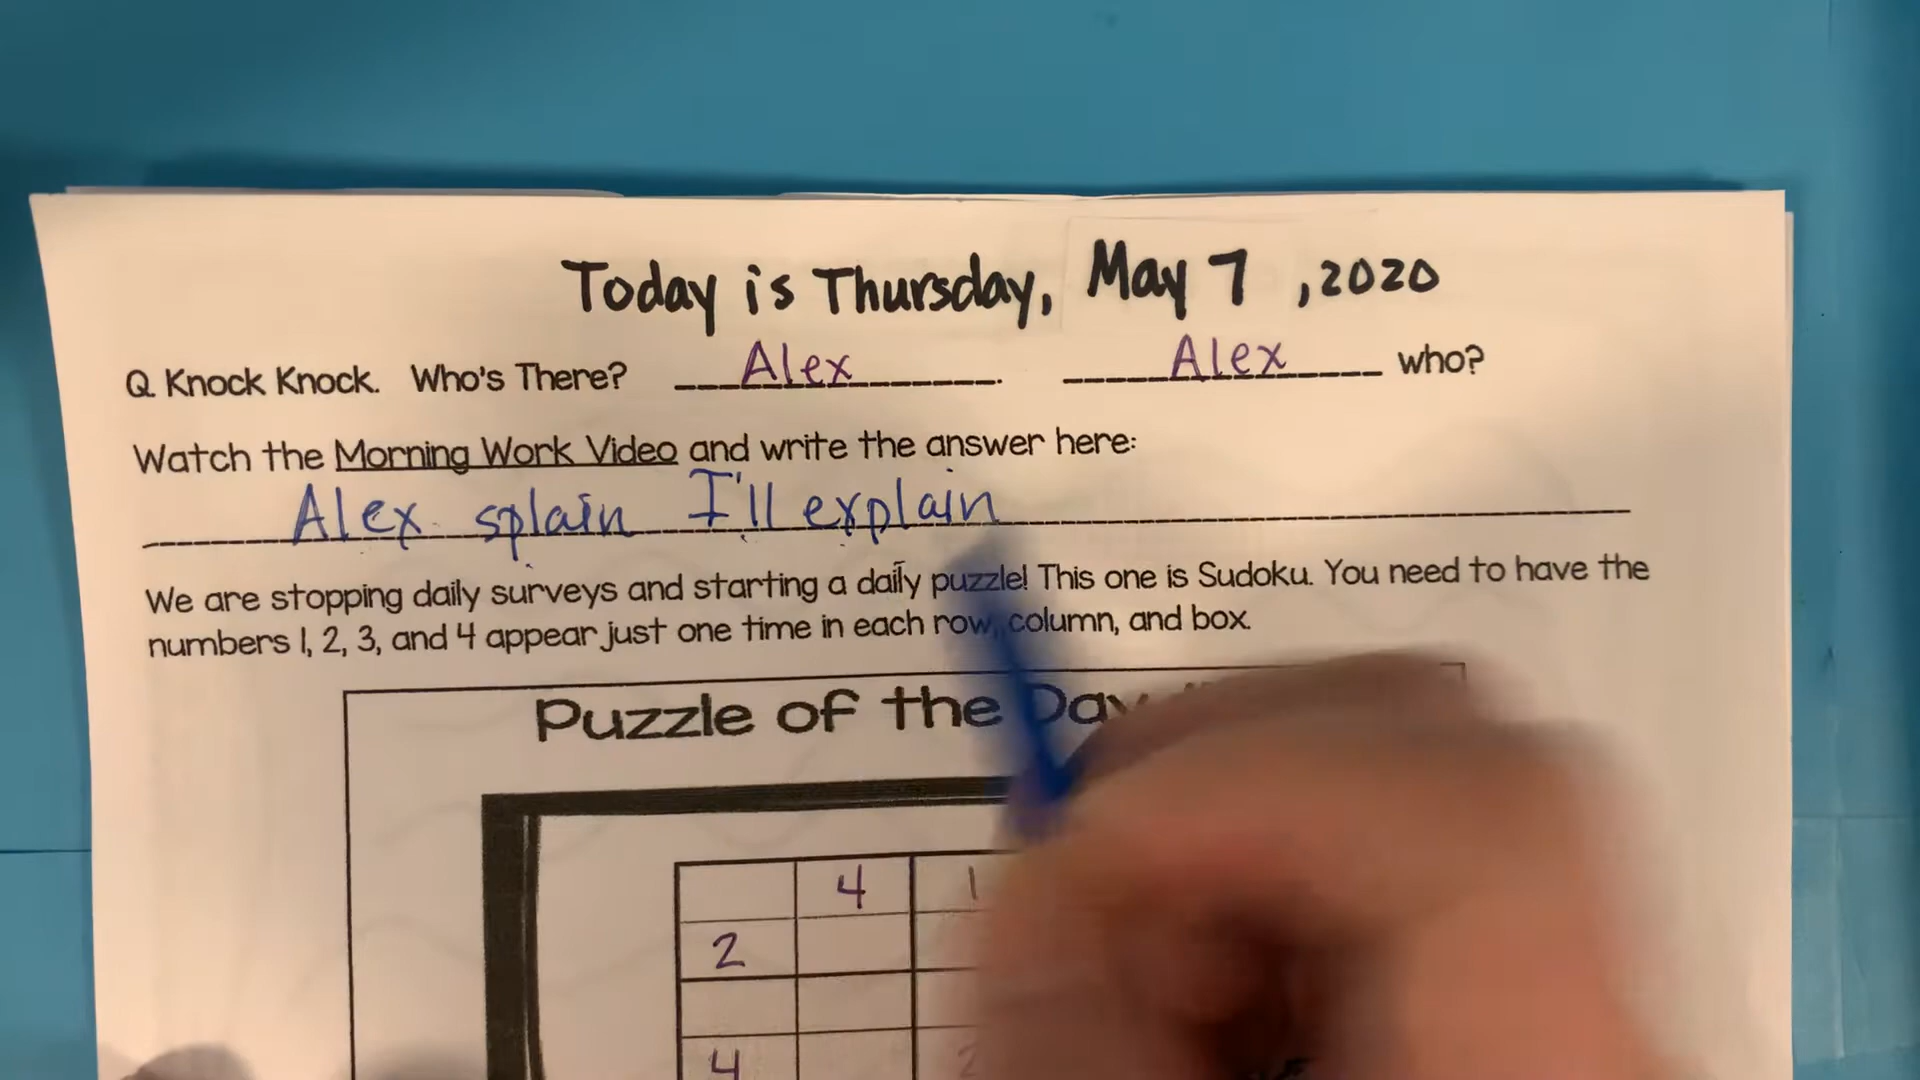 Today is Thursday, May 7, 2020
Q. Knock Knock. Who's There? Alex. Alex who?
Watch the Morning Work Video and write the answer here:
Alex splain I'll explain
We are stopping daily surveys and starting a daily puzzle! This one is Sudoku. You need to have the
numbers 1, 2, 3, and 4 appear just one time in each row, column, and box.
Puzzle of the Day
4 1
2
4 2